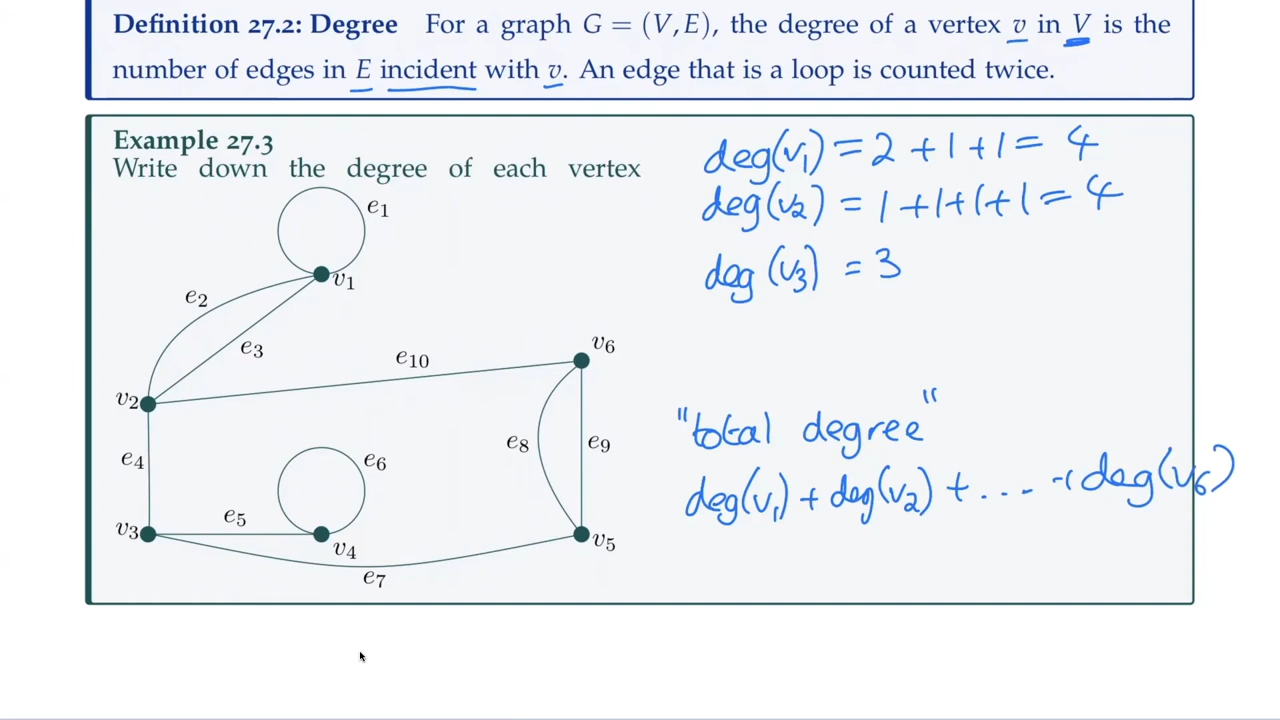 Definition 27.2: Degree For a graph G = (V, E), the degree of a vertex v in V is the
number of edges in E incident with v. An edge that is a loop is counted twice.
Example 27.3
Write down the degree of each vertex
e1
v1
e2
e3
e10
v6
v2
e8
e9
e4
e6
e5
v3
v4
v5
e7
deg(v1) = 2 + 1 + 1 = 4
deg(v2) = 1 + 1 + 1 + 1 = 4
deg (v3) = 3
"total degree"
deg(v1) + deg(v2) + .... + deg(v6)